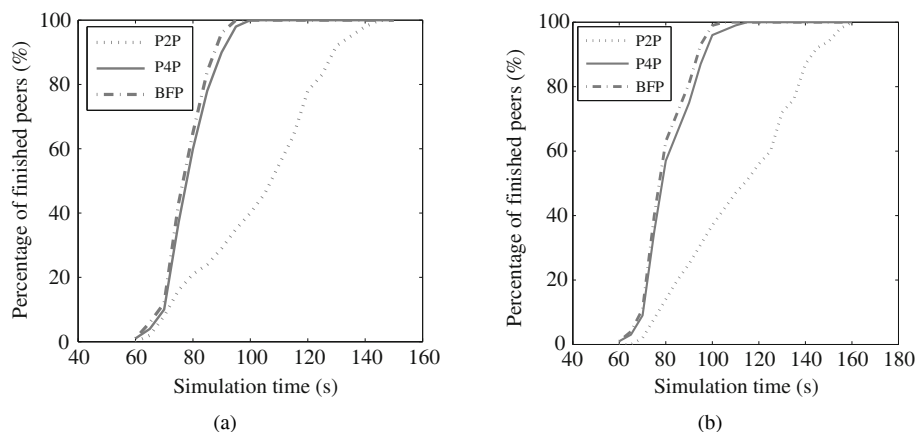 Percentage of finished peers (%)
100
80
60
40
20
0
P2P
P4P
BFP
40 60 80 100 120 140 160
Simulation time (s)
(a)
Percentage of finished peers (%)
100
80
60
40
20
0
P2P
P4P
BFP
40 60 80 100 120 140 160 180
Simulation time (s)
(b)